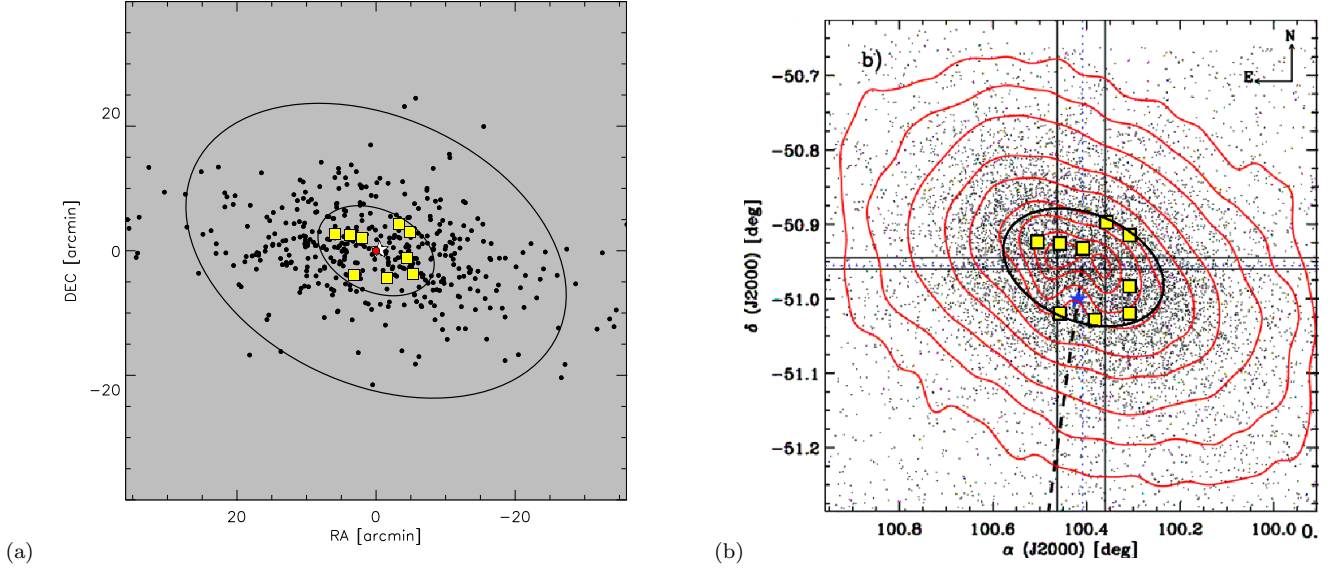 20
0
-20
DEC [arcmin]
20
0
-20
RA [arcmin]
(a)
b)
N
E
-50.7
-50.8
-50.9
-51.0
-51.1
-51.2
δ (J2000) [deg]
100.8
100.6
100.4
100.2
100.0
0.
α (J2000) [deg]
(b)